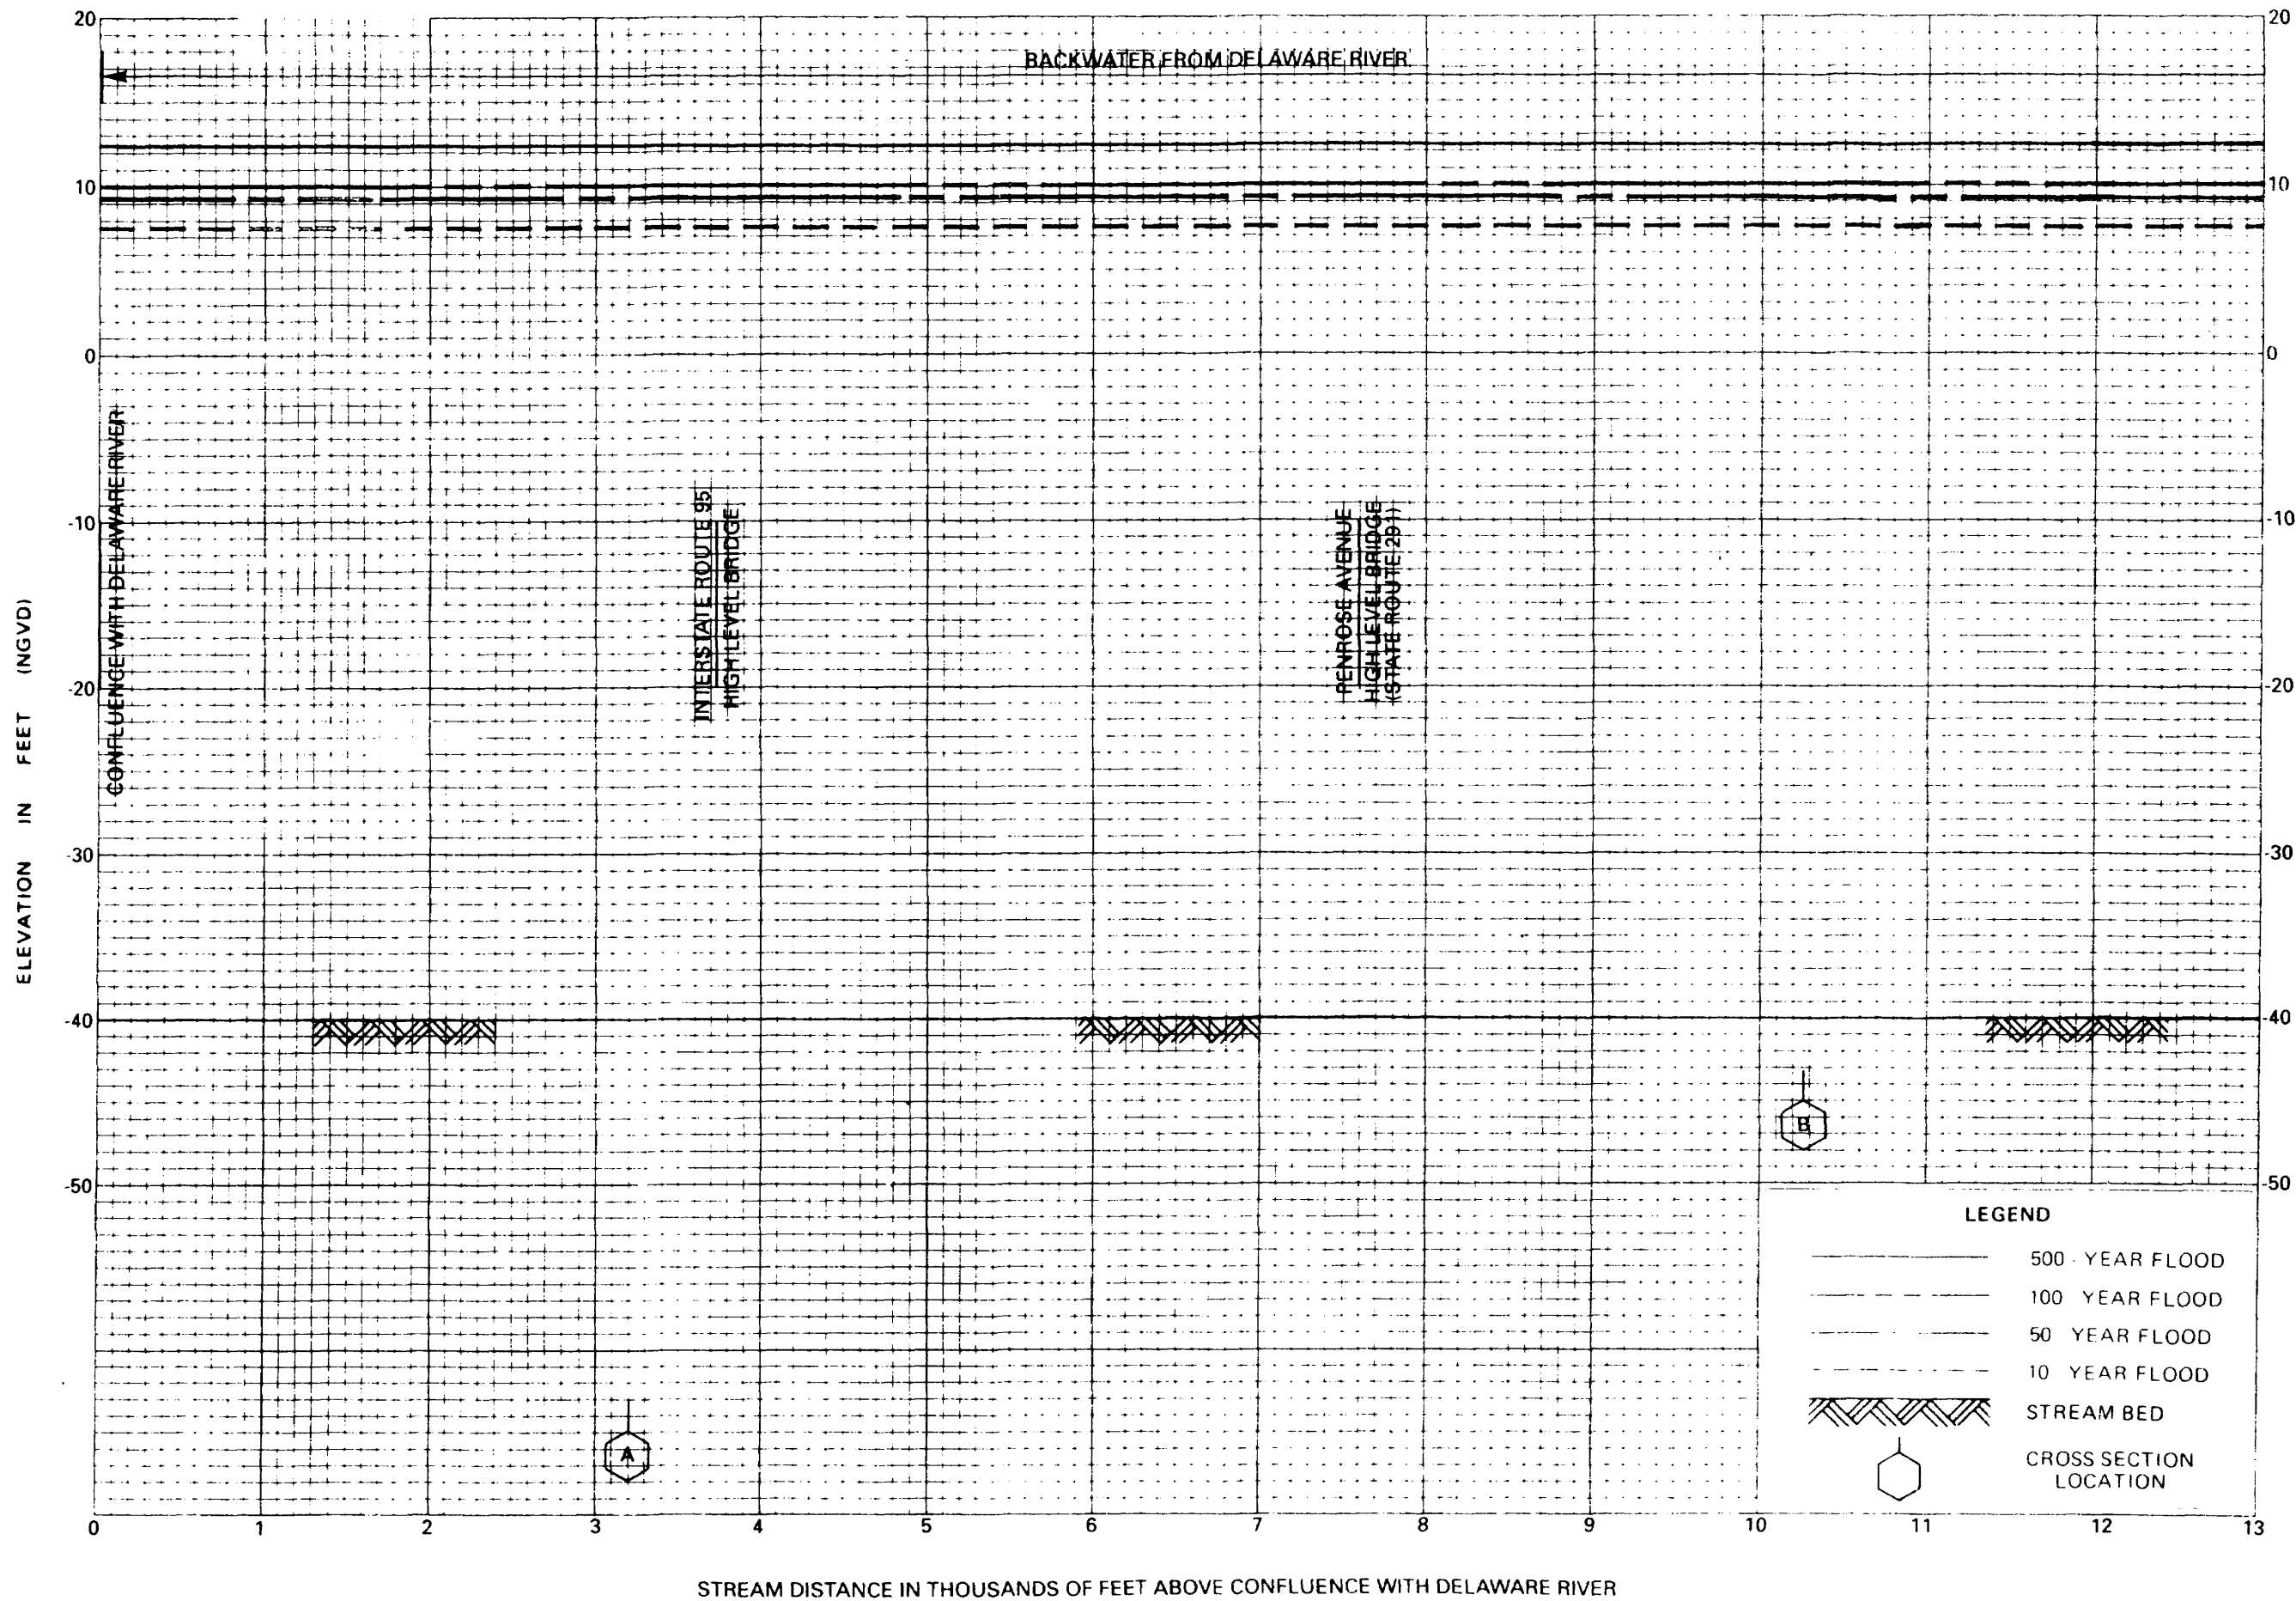 20
20
BACKWATER FROM DELAWARE RIVER
10
10
0
0
CONFLUENCE WITH DELAWARE RIVER
INTERSTATE ROUTE 95
HIGH LEVEL BRIDGE
PENROSE AVENUE
HIGH LEVEL BRIDGE
(STATE ROUTE 291)
-10
-10
-20
-20
ELEVATION IN FEET (NGVD)
-30
-30
-40
-40
B
-50
-50
A
LEGEND
500 - YEAR FLOOD
100 YEAR FLOOD
50 YEAR FLOOD
10 YEAR FLOOD
STREAM BED
CROSS SECTION
LOCATION
0 1 2 3 4 5 6 7 8 9 10 11 12 13
STREAM DISTANCE IN THOUSANDS OF FEET ABOVE CONFLUENCE WITH DELAWARE RIVER